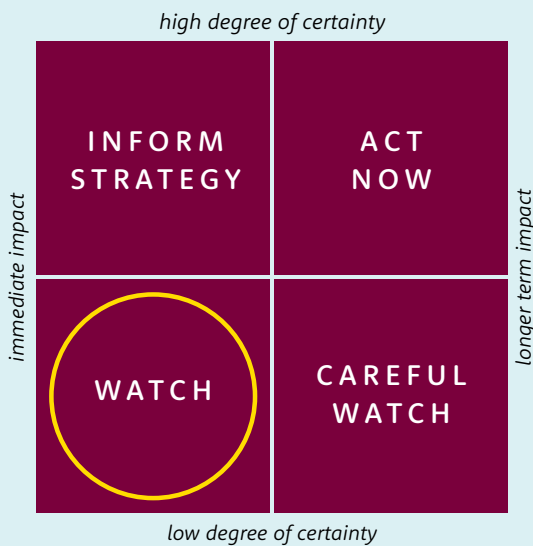 high degree of certainty
immediate impact
INFORM
STRATEGY
ACT
NOW
longer term impact
WATCH
CAREFUL
WATCH
low degree of certainty